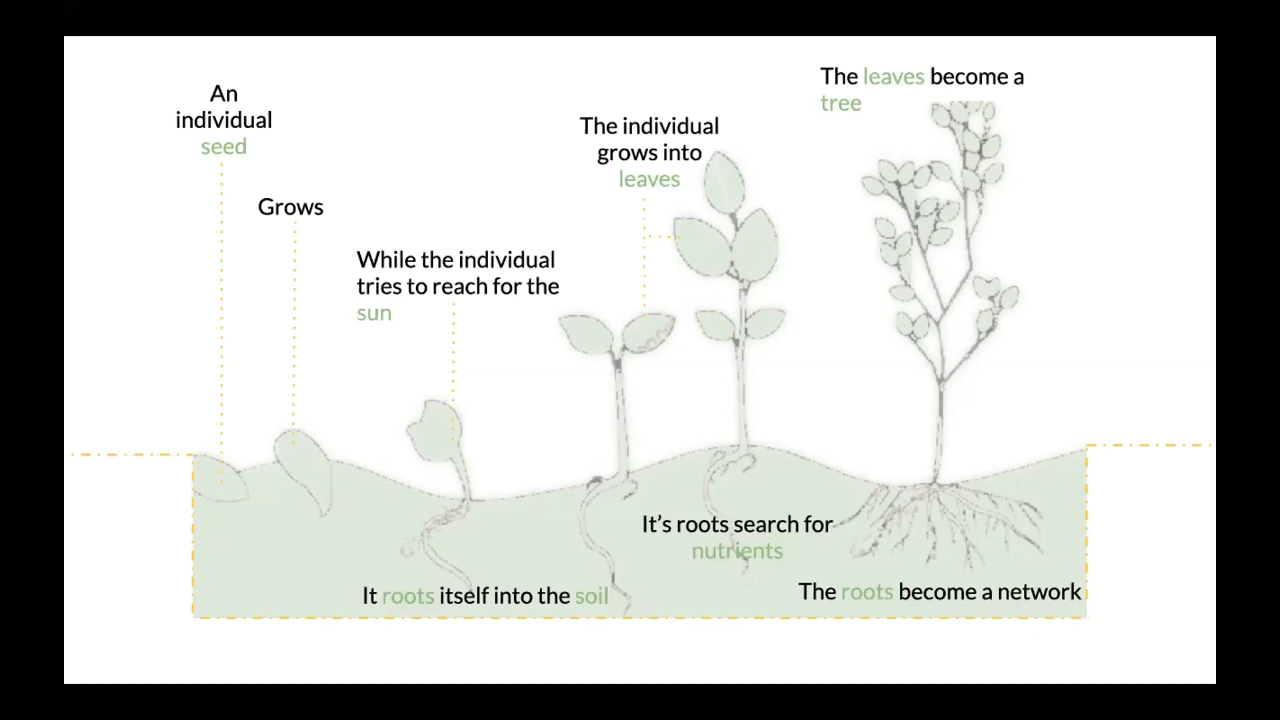 An
individual
seed
Grows
While the individual
tries to reach for the
sun
The individual
grows into
leaves
The leaves become a
tree
It roots itself into the soil
It’s roots search for
nutrients
The roots become a network